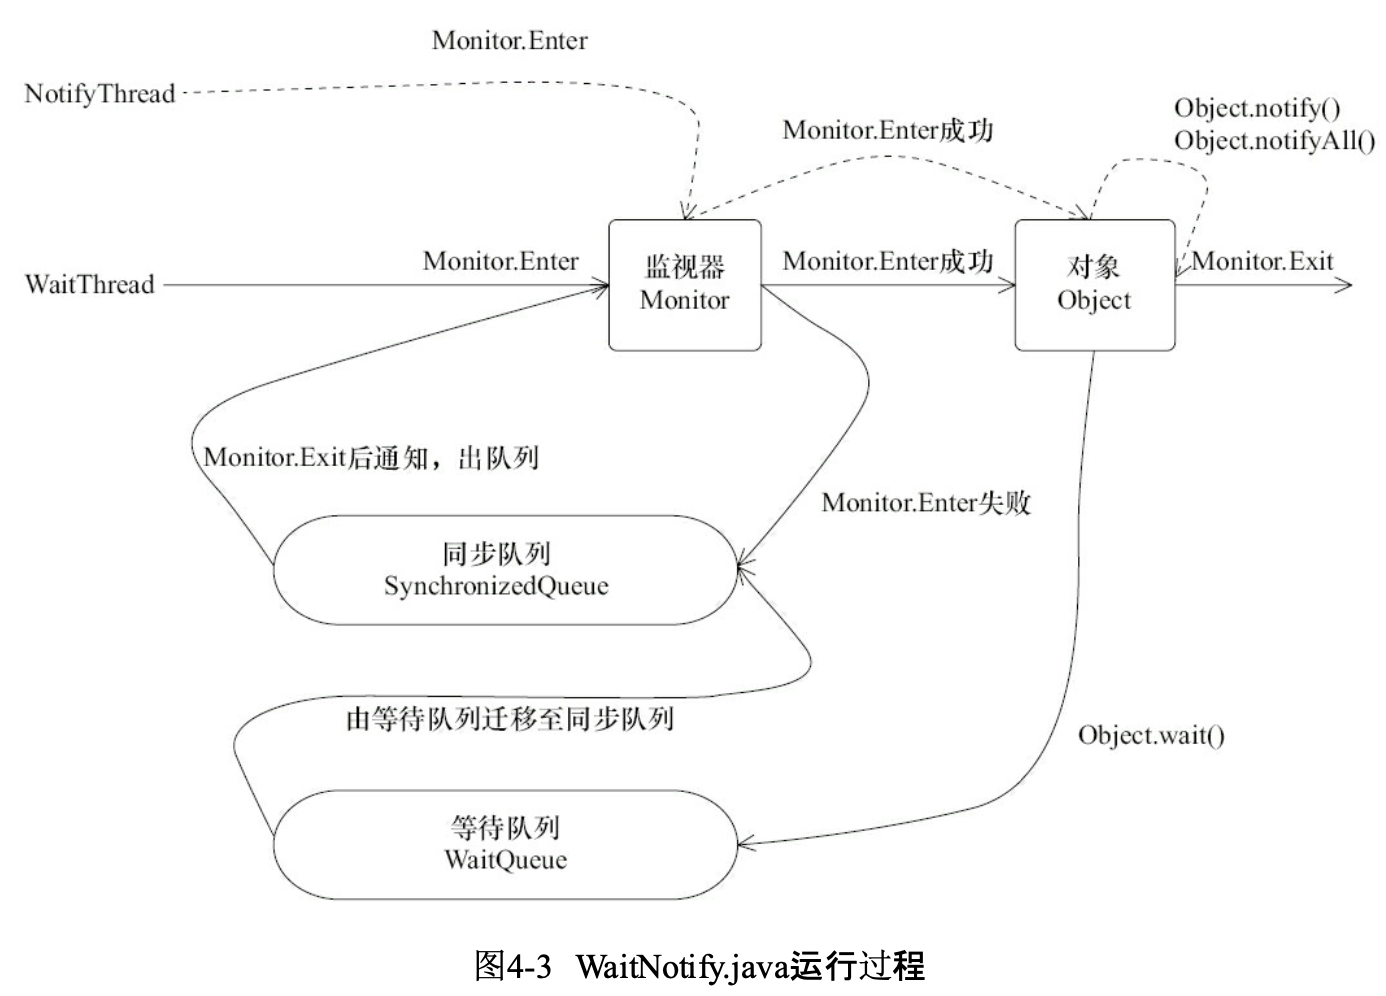 Monitor.Enter
NotifyThread
Object.notify()
Object.notifyAll()
Monitor.Enter成功
WaitThread
Monitor.Enter
监视器
Monitor
Monitor.Enter成功
对象
Object
Monitor.Exit
Monitor.Exit后通知，出队列
Monitor.Enter失败
同步队列
SynchronizedQueue
由等待队列迁移至同步队列
Object.wait()
等待队列
WaitQueue
图4-3 WaitNotify.java运行过程